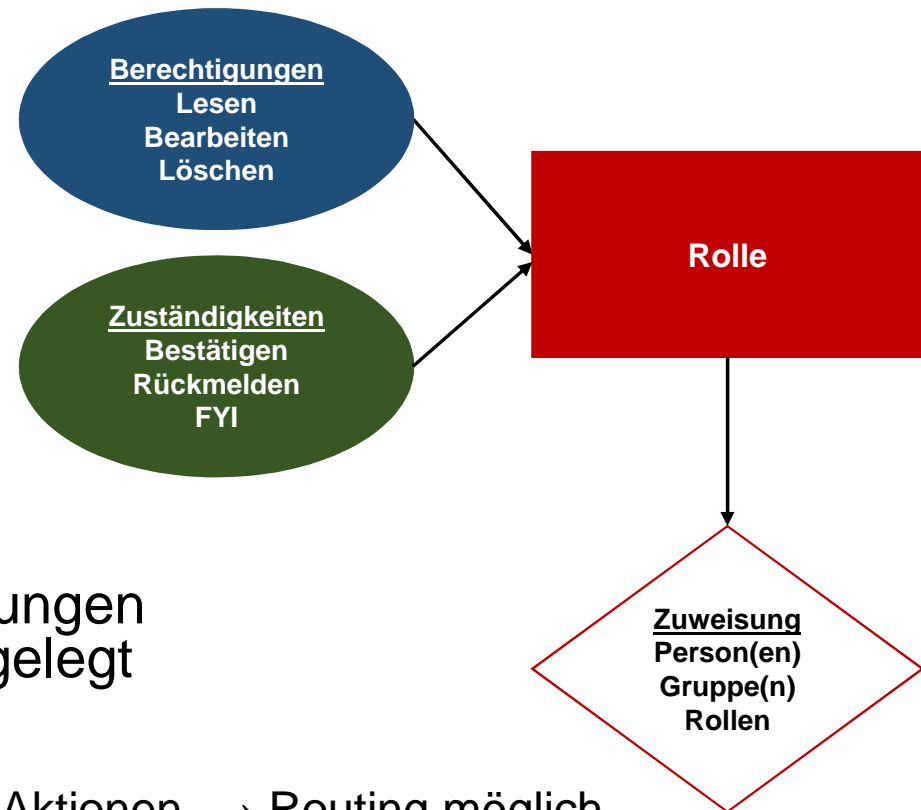 Berechtigungen
Lesen
Bearbeiten
Löschen
Rolle
Zuständigkeiten
Bestätigen
Rückmelden
FYI
ungen
gelegt
Zuweisung
Person(en)
Gruppe(n)
Rollen
Aktionen → Routing möglich